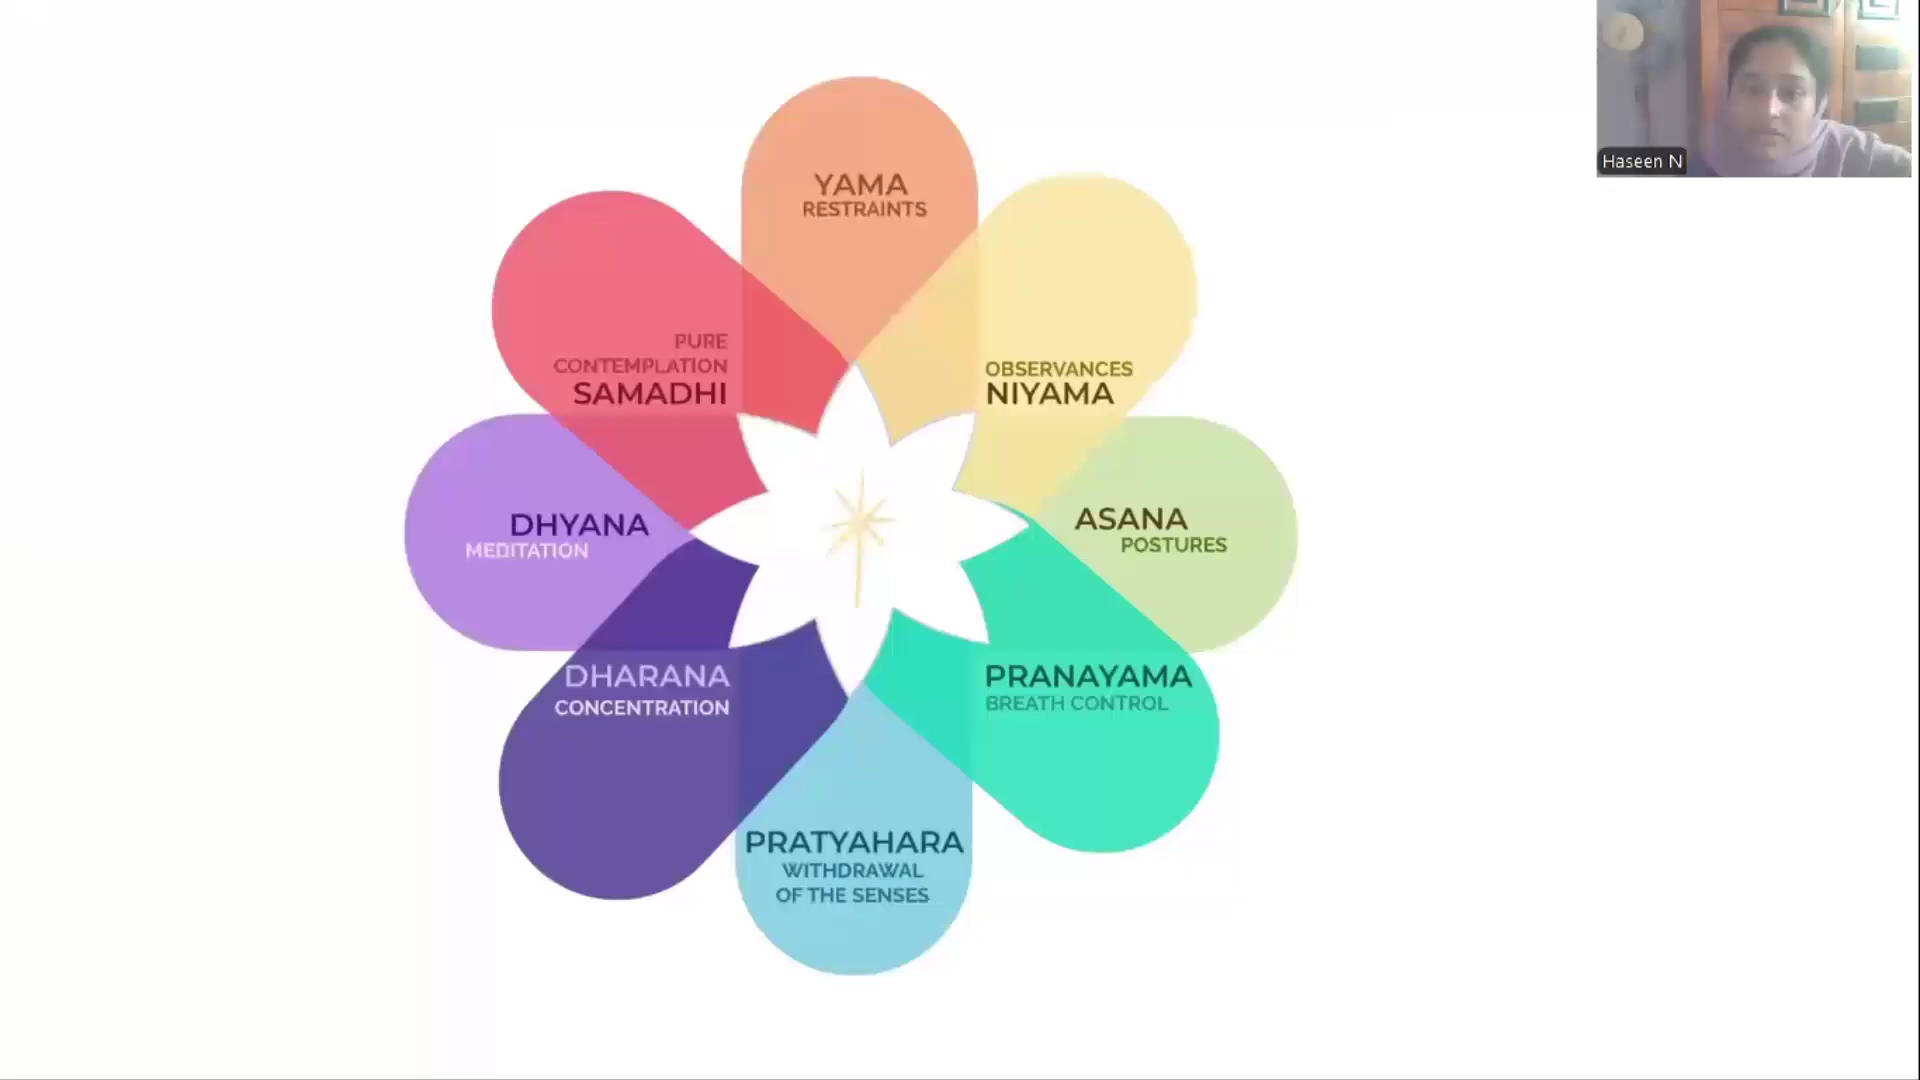 Haseen N
YAMA
RESTRAINTS
OBSERVANCES
NIYAMA
ASANA
POSTURES
PRANAYAMA
BREATH CONTROL
PRATYAHARA
WITHDRAWAL
OF THE SENSES
DHARANA
CONCENTRATION
DHYANA
MEDITATION
PURE
CONTEMPLATION
SAMADHI